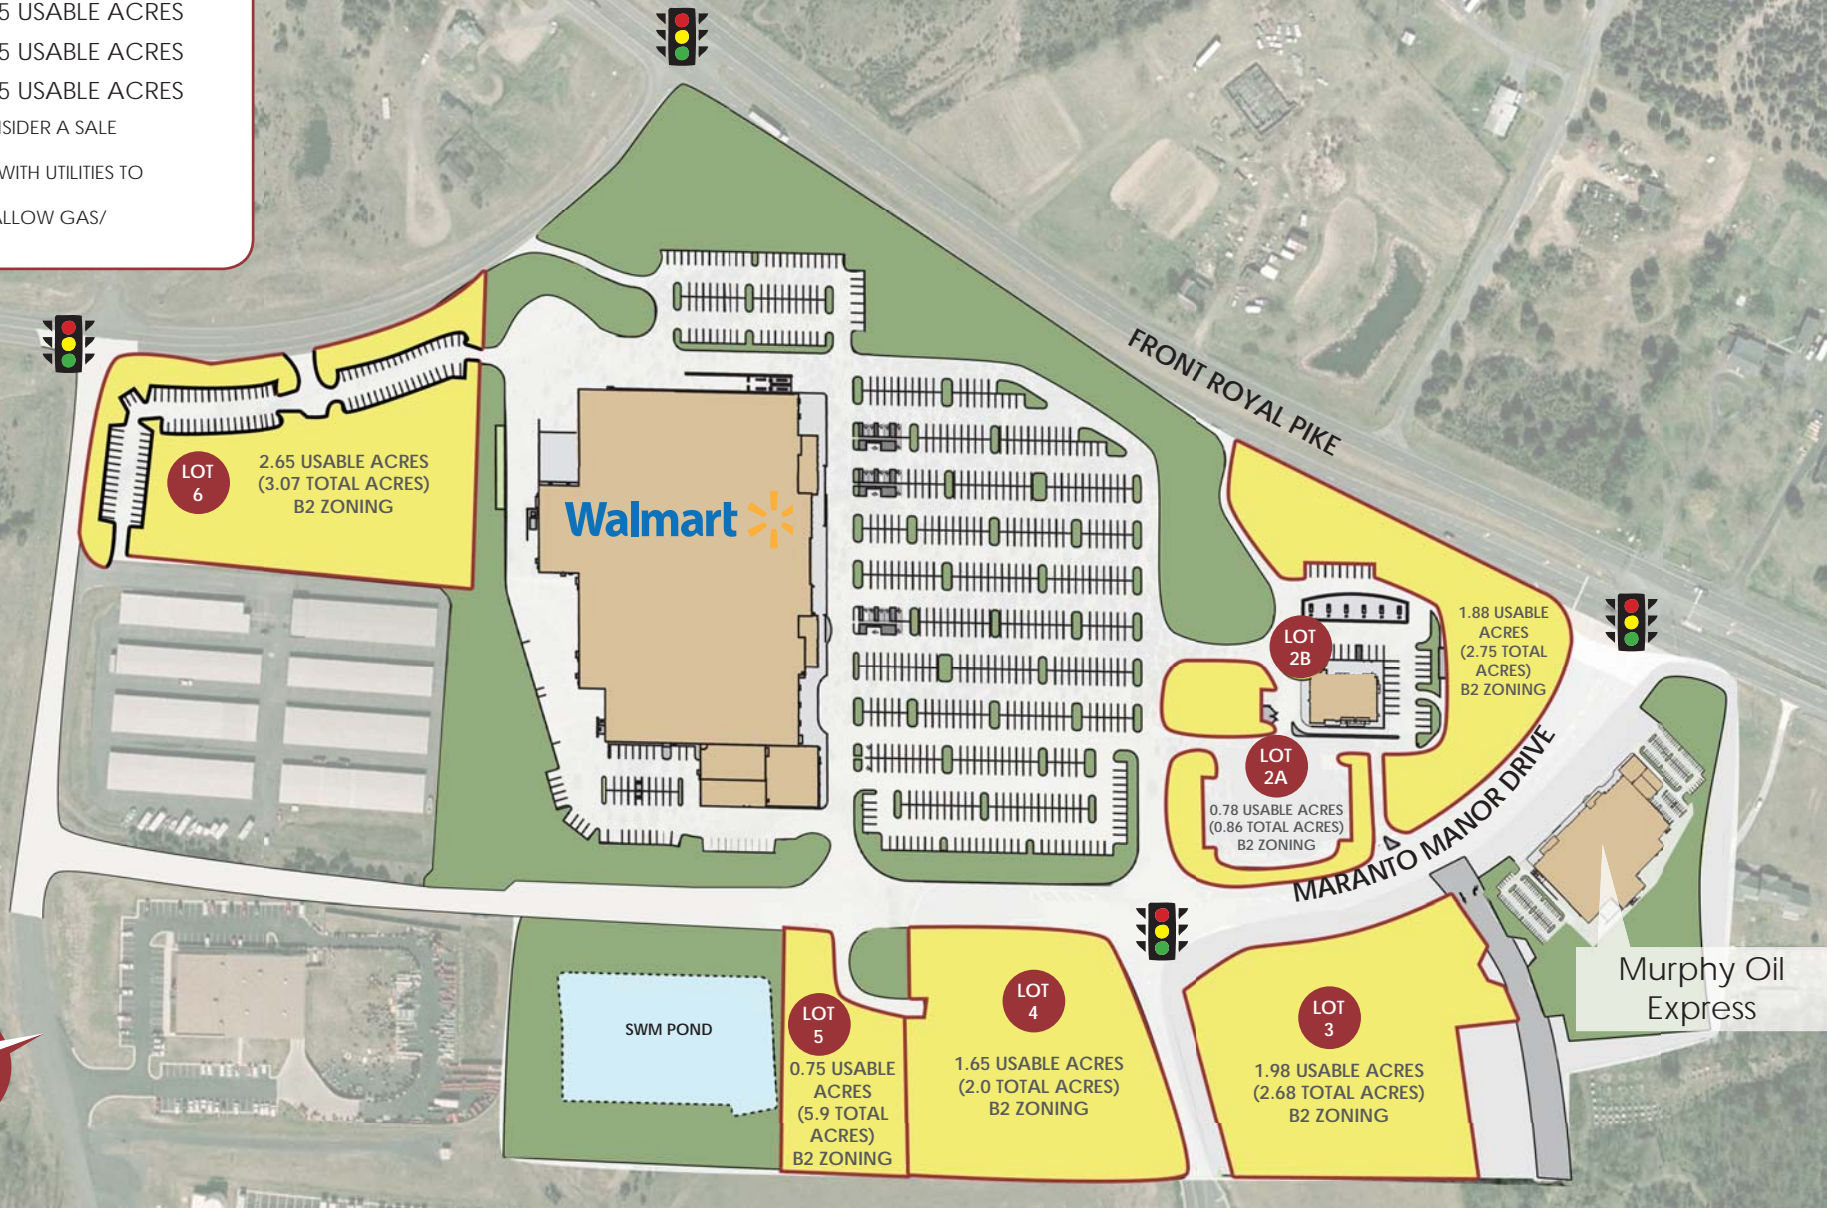 5 USABLE ACRES
5 USABLE ACRES
5 USABLE ACRES
NSIDER A SALE
WITH UTILITIES TO
ALLOW GAS/
FRONT ROYAL PIKE
LOT
6
2.65 USABLE ACRES
(3.07 TOTAL ACRES)
B2 ZONING
Walmart
LOT
2B
1.88 USABLE
ACRES
(2.75 TOTAL
ACRES)
B2 ZONING
LOT
2A
0.78 USABLE ACRES
(0.86 TOTAL ACRES)
B2 ZONING
MARANTO MANOR DRIVE
Murphy Oil
Express
SWM POND
LOT
5
0.75 USABLE
ACRES
(5.9 TOTAL
ACRES)
B2 ZONING
LOT
4
1.65 USABLE ACRES
(2.0 TOTAL ACRES)
B2 ZONING
LOT
3
1.98 USABLE ACRES
(2.68 TOTAL ACRES)
B2 ZONING